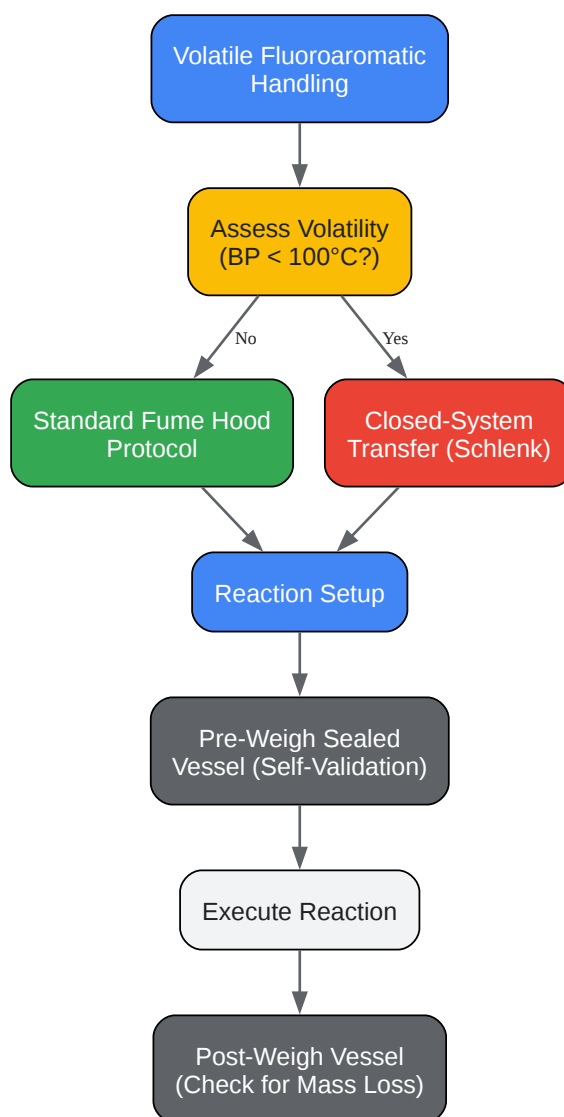 Volatile Fluoroaromatic
Handling
Assess Volatility
(BP < 100°C?)
No
Yes
Standard Fume Hood
Protocol
Closed-System
Transfer (Schlenk)
Reaction Setup
Pre-Weigh Sealed
Vessel (Self-Validation)
Execute Reaction
Post-Weigh Vessel
(Check for Mass Loss)